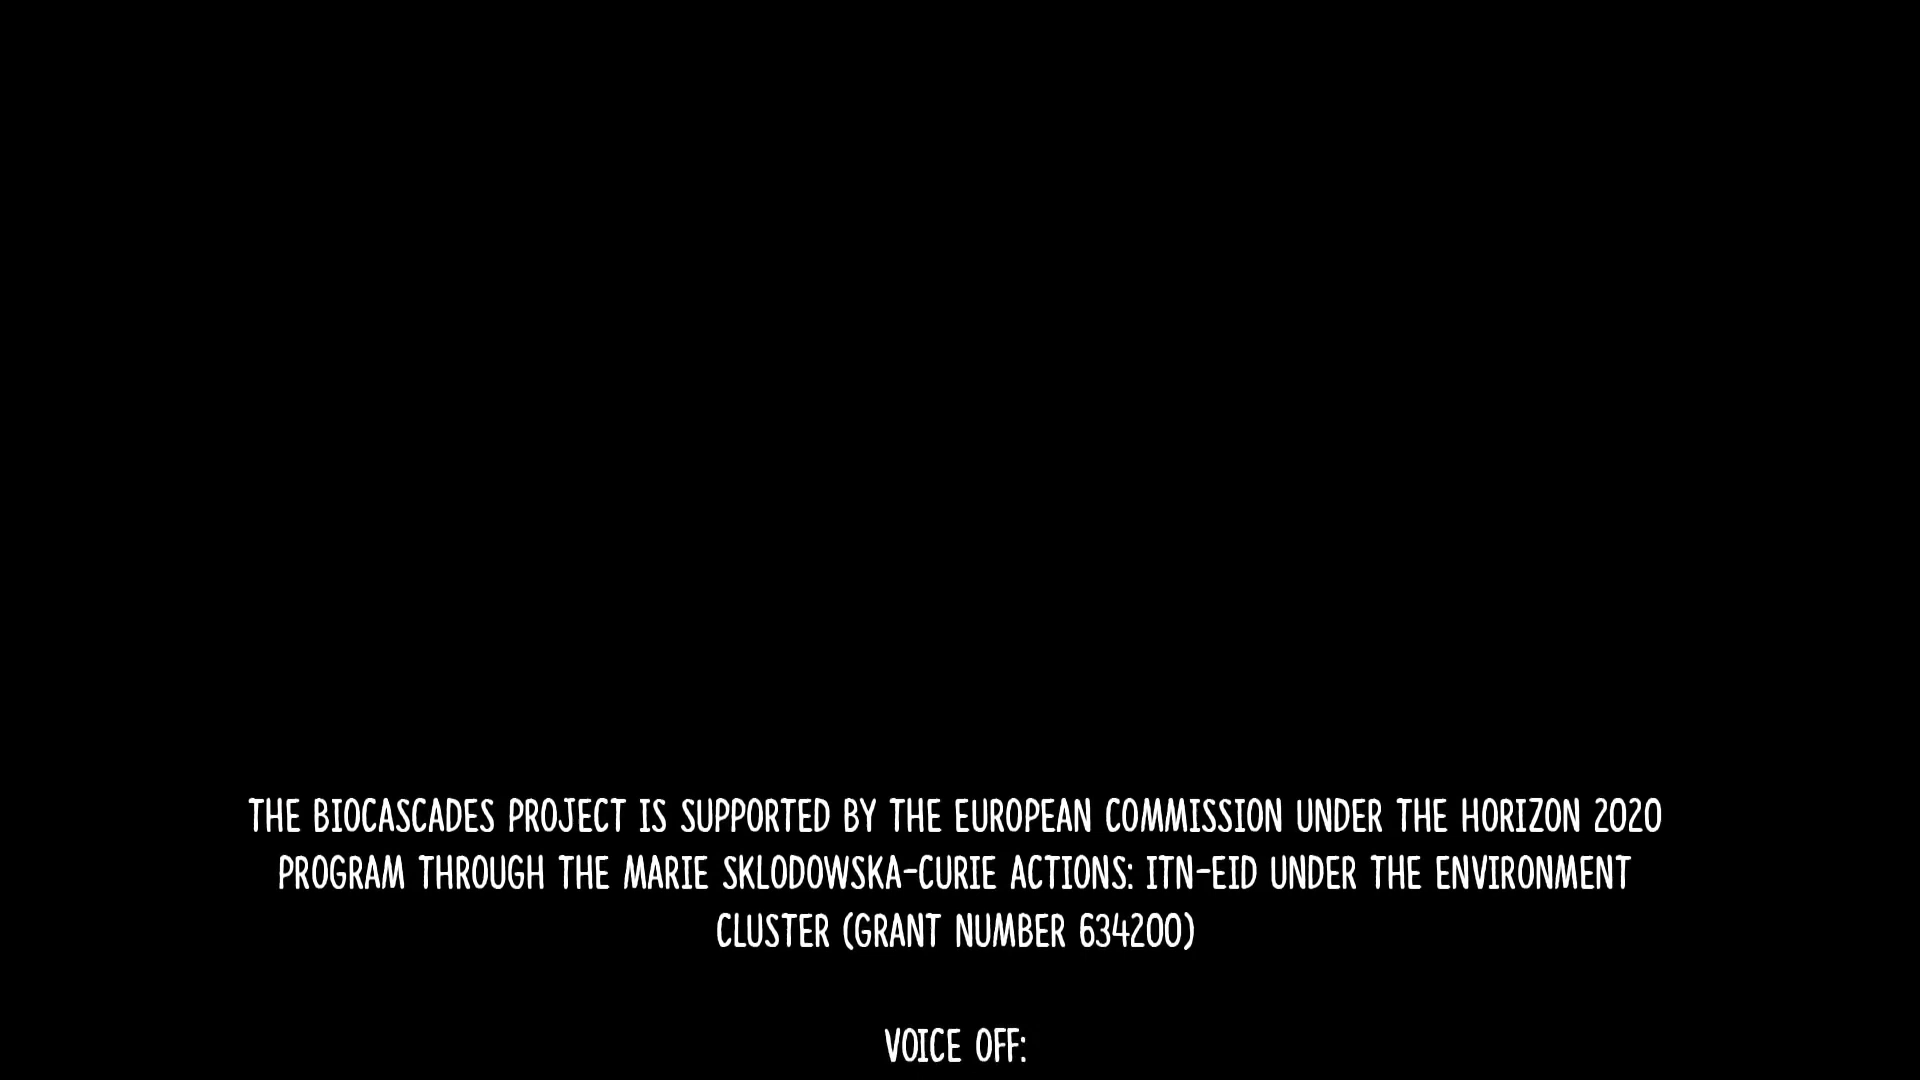 THE BIOCASCADES PROJECT IS SUPPORTED BY THE EUROPEAN COMMISSION UNDER THE HORIZON 2020
PROGRAM THROUGH THE MARIE SKLODOWSKA-CURIE ACTIONS: ITN-EID UNDER THE ENVIRONMENT
CLUSTER (GRANT NUMBER 634200)
VOICE OFF: